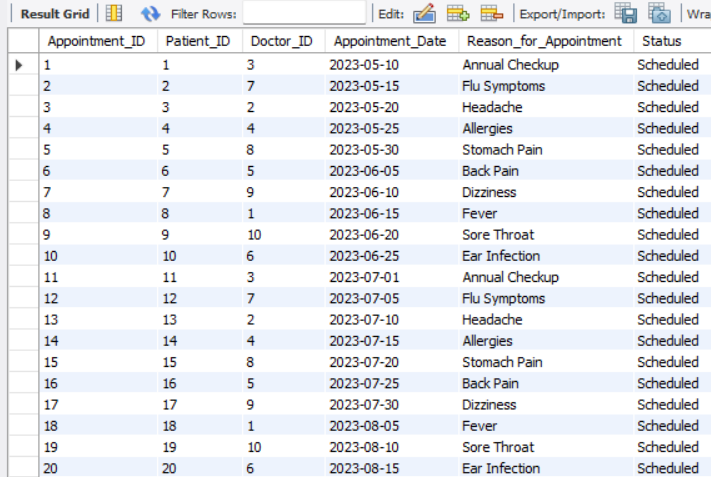 Result Grid Filter Rows: Edit: Export/Import: Wra
Appointment_ID Patient_ID Doctor_ID Appointment_Date Reason_for_Appointment Status
1 1 3 2023-05-10 Annual Checkup Scheduled
2 2 7 2023-05-15 Flu Symptoms Scheduled
3 3 2 2023-05-20 Headache Scheduled
4 4 4 2023-05-25 Allergies Scheduled
5 5 8 2023-05-30 Stomach Pain Scheduled
6 6 5 2023-06-05 Back Pain Scheduled
7 7 9 2023-06-10 Dizziness Scheduled
8 8 1 2023-06-15 Fever Scheduled
9 9 10 2023-06-20 Sore Throat Scheduled
10 10 6 2023-06-25 Ear Infection Scheduled
11 11 3 2023-07-01 Annual Checkup Scheduled
12 12 7 2023-07-05 Flu Symptoms Scheduled
13 13 2 2023-07-10 Headache Scheduled
14 14 4 2023-07-15 Allergies Scheduled
15 15 8 2023-07-20 Stomach Pain Scheduled
16 16 5 2023-07-25 Back Pain Scheduled
17 17 9 2023-07-30 Dizziness Scheduled
18 18 1 2023-08-05 Fever Scheduled
19 19 10 2023-08-10 Sore Throat Scheduled
20 20 6 2023-08-15 Ear Infection Scheduled